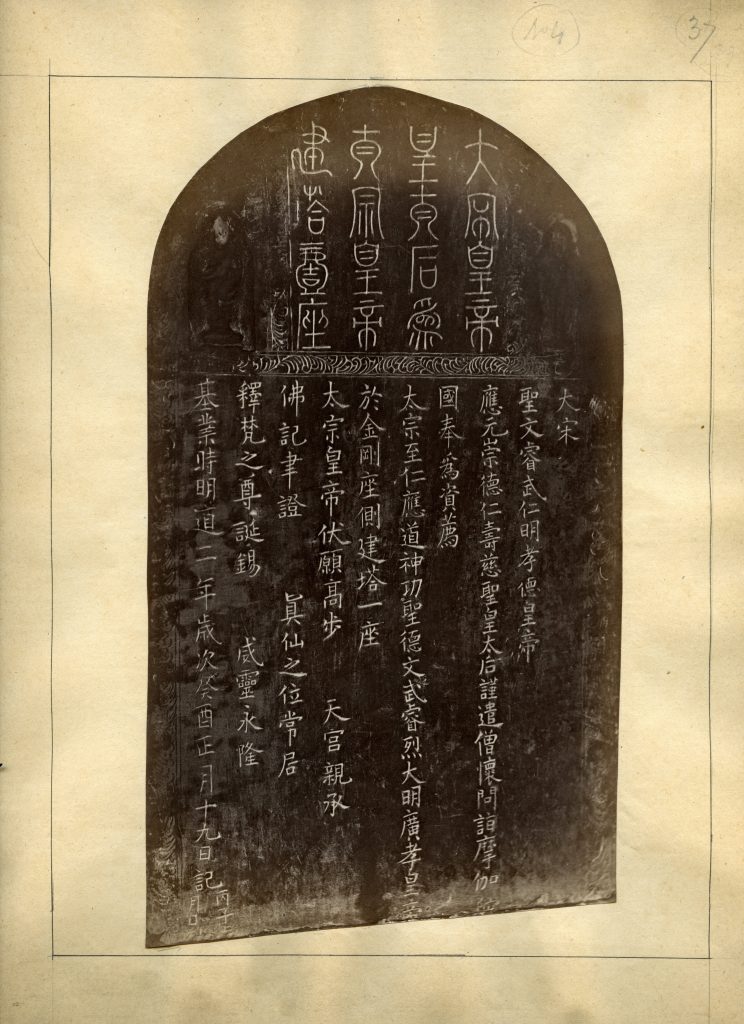 No 4
37
大宋皇帝
皇太后爲
太宗皇帝
建塔壹座
大宋
聖文睿武仁明孝德皇帝
應元崇德仁壽慈聖皇太后謹遣僧懷問詣摩伽陀
國奉為資薦
太宗至仁應道神功聖德文武睿烈大明廣孝皇帝
於金剛座側建塔一座
太宗皇帝伏願高步 天宮親承
佛記聿證 真仙之位常居
釋梵之尊誕錫 威靈永隆
基業時明道二年歲次癸酉正月十九日記